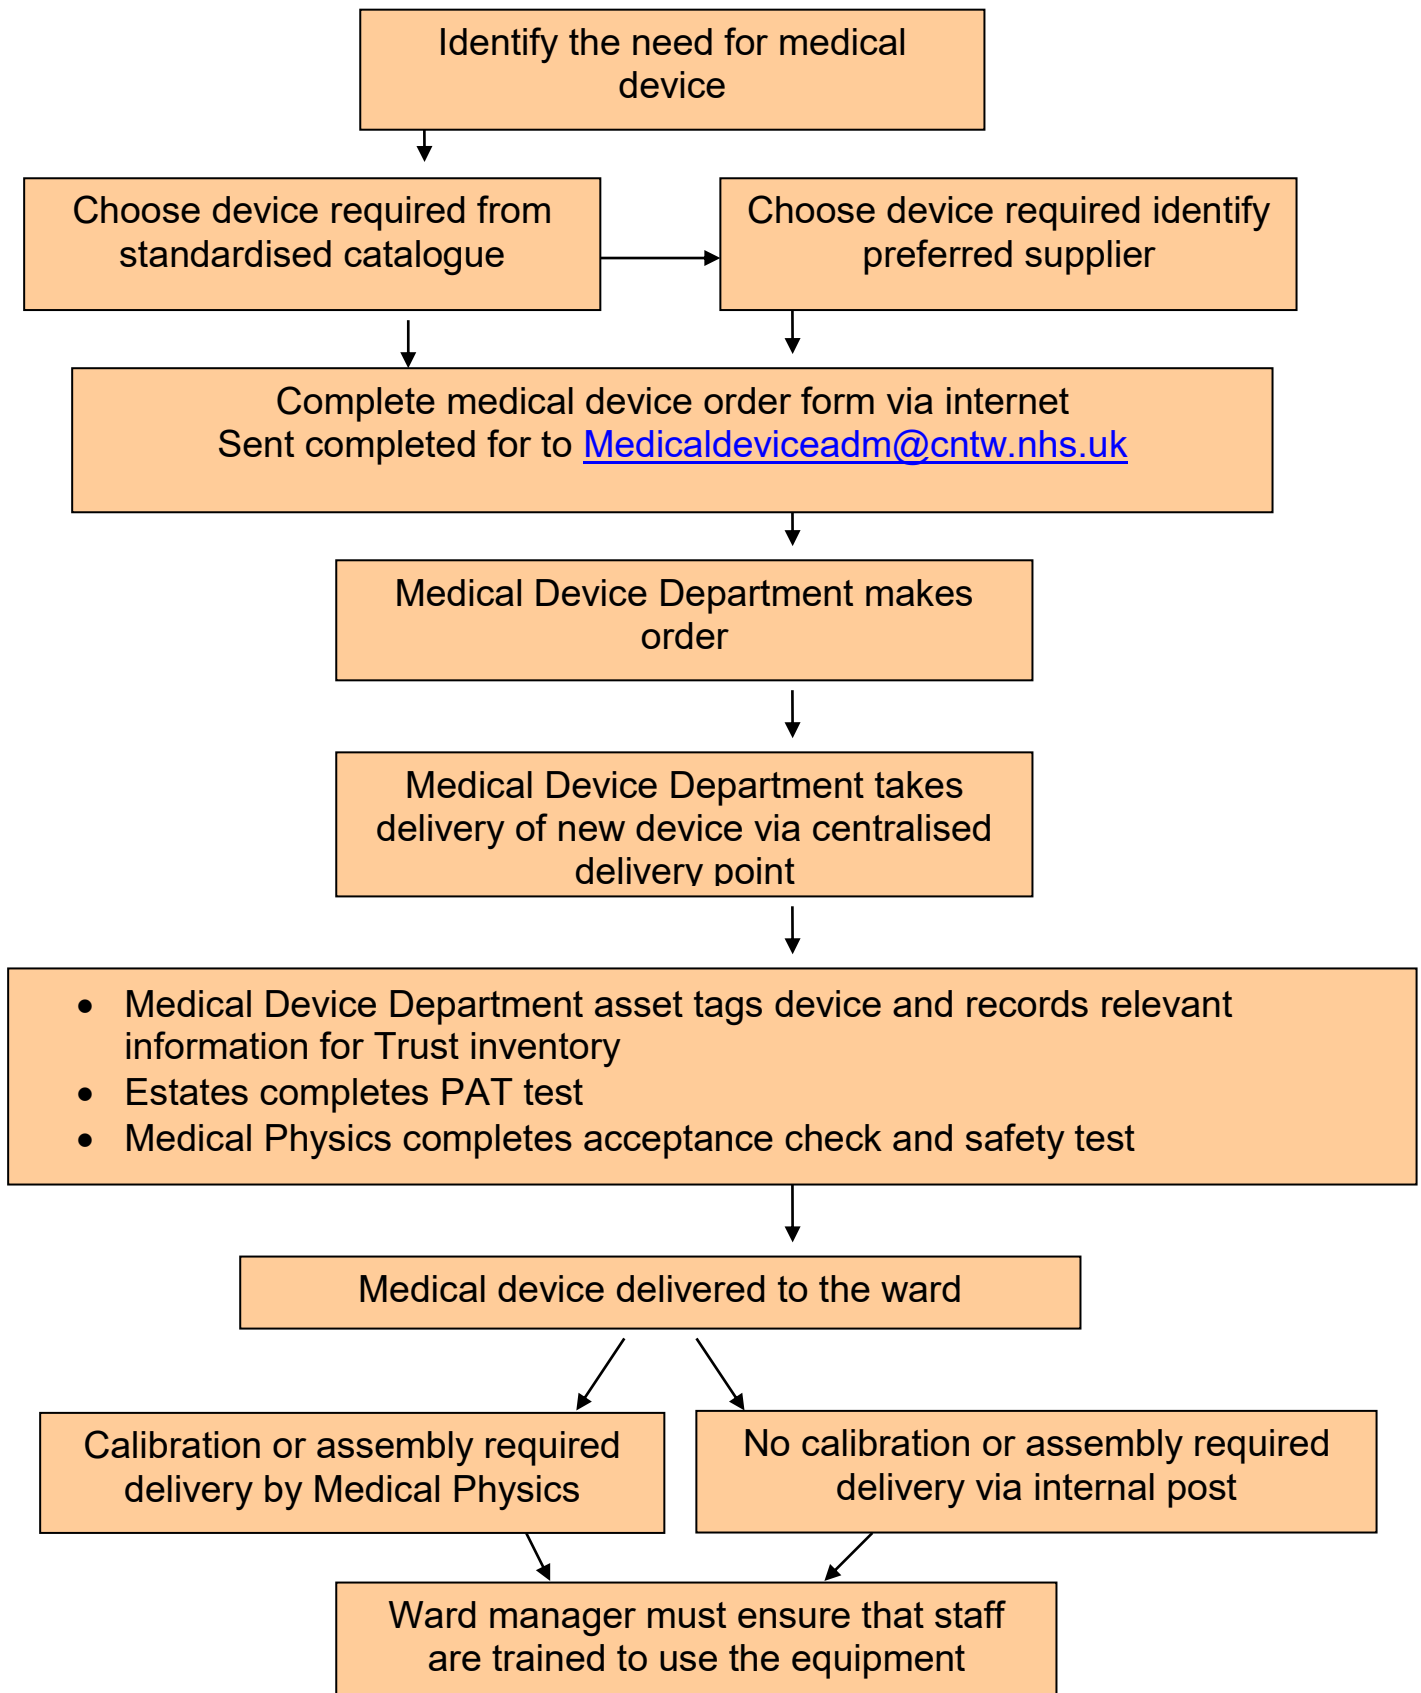 Identify the need for medical
device
Choose device required from
standardised catalogue
Choose device required identify
preferred supplier
Complete medical device order form via internet
Sent completed for to Medicaldeviceadm@cntw.nhs.uk
Medical Device Department makes
order
Medical Device Department takes
delivery of new device via centralised
delivery point
• Medical Device Department asset tags device and records relevant
information for Trust inventory
• Estates completes PAT test
• Medical Physics completes acceptance check and safety test
Medical device delivered to the ward
Calibration or assembly required
delivery by Medical Physics
No calibration or assembly required
delivery via internal post
Ward manager must ensure that staff
are trained to use the equipment